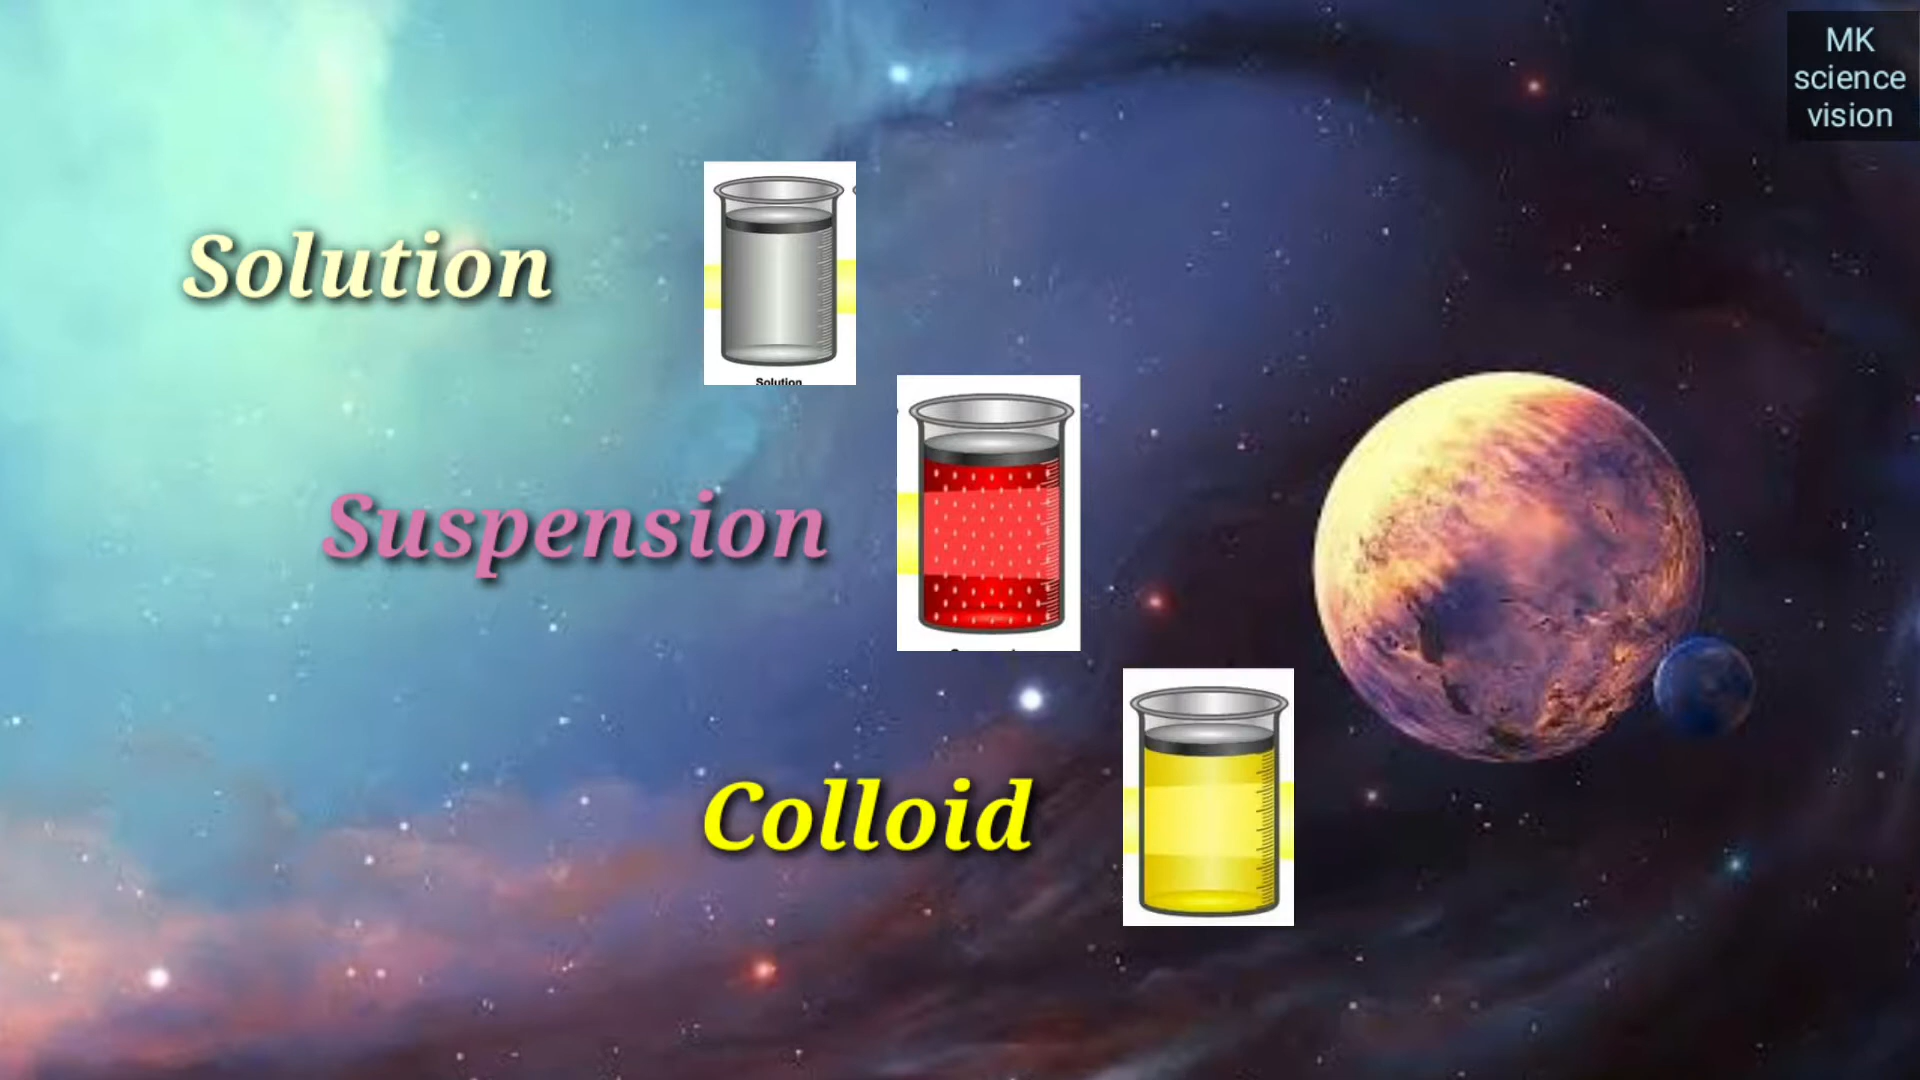 MK
science
vision
Solution
Solution
Suspension
Colloid